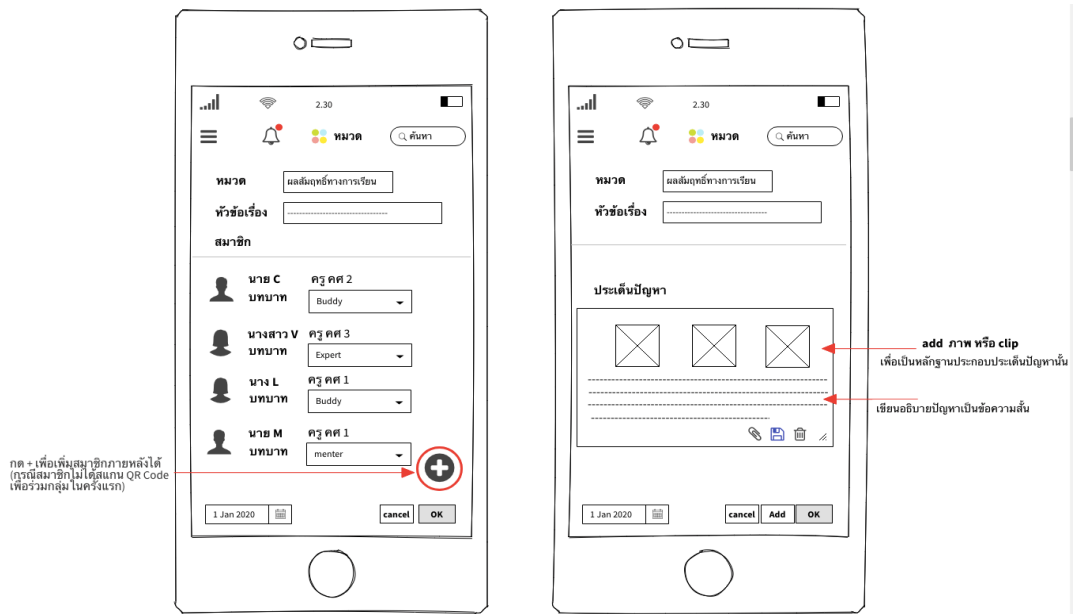 2.30
หมวด
ค้นหา
หมวด
ผลสัมฤทธิ์ทางการเรียน
หัวข้อเรื่อง
สมาชิก
นาย C
ครู คศ 2
บทบาท
Buddy
นางสาว V
ครู คศ 3
บทบาท
Expert
นาง L
ครู คศ 1
บทบาท
Buddy
นาย M
ครู คศ 1
บทบาท
menter
กด + เพื่อเพิ่มสมาชิกภายหลังได้
(กรณีสมาชิกไม่ได้สแกน QR Code
เพื่อร่วมกลุ่มในครั้งแรก)
1 Jan 2020
cancel
OK
2.30
หมวด
ค้นหา
หมวด
ผลสัมฤทธิ์ทางการเรียน
หัวข้อเรื่อง
ประเด็นปัญหา
add ภาพ หรือ clip
เพื่อเป็นหลักฐานประกอบประเด็นปัญหานั้น
เขียนอธิบายปัญหาเป็นข้อความสั้น
1 Jan 2020
cancel
Add
OK